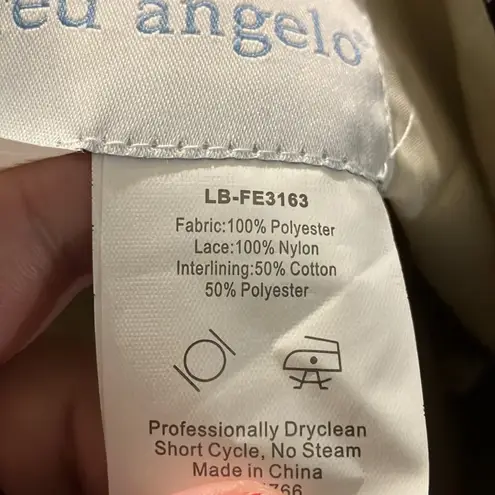 angelo
LB-FE3163
Fabric:100% Polyester
Lace:100% Nylon
Interlining:50% Cotton
50% Polyester
Professionally Dryclean
Short Cycle, No Steam
Made in China